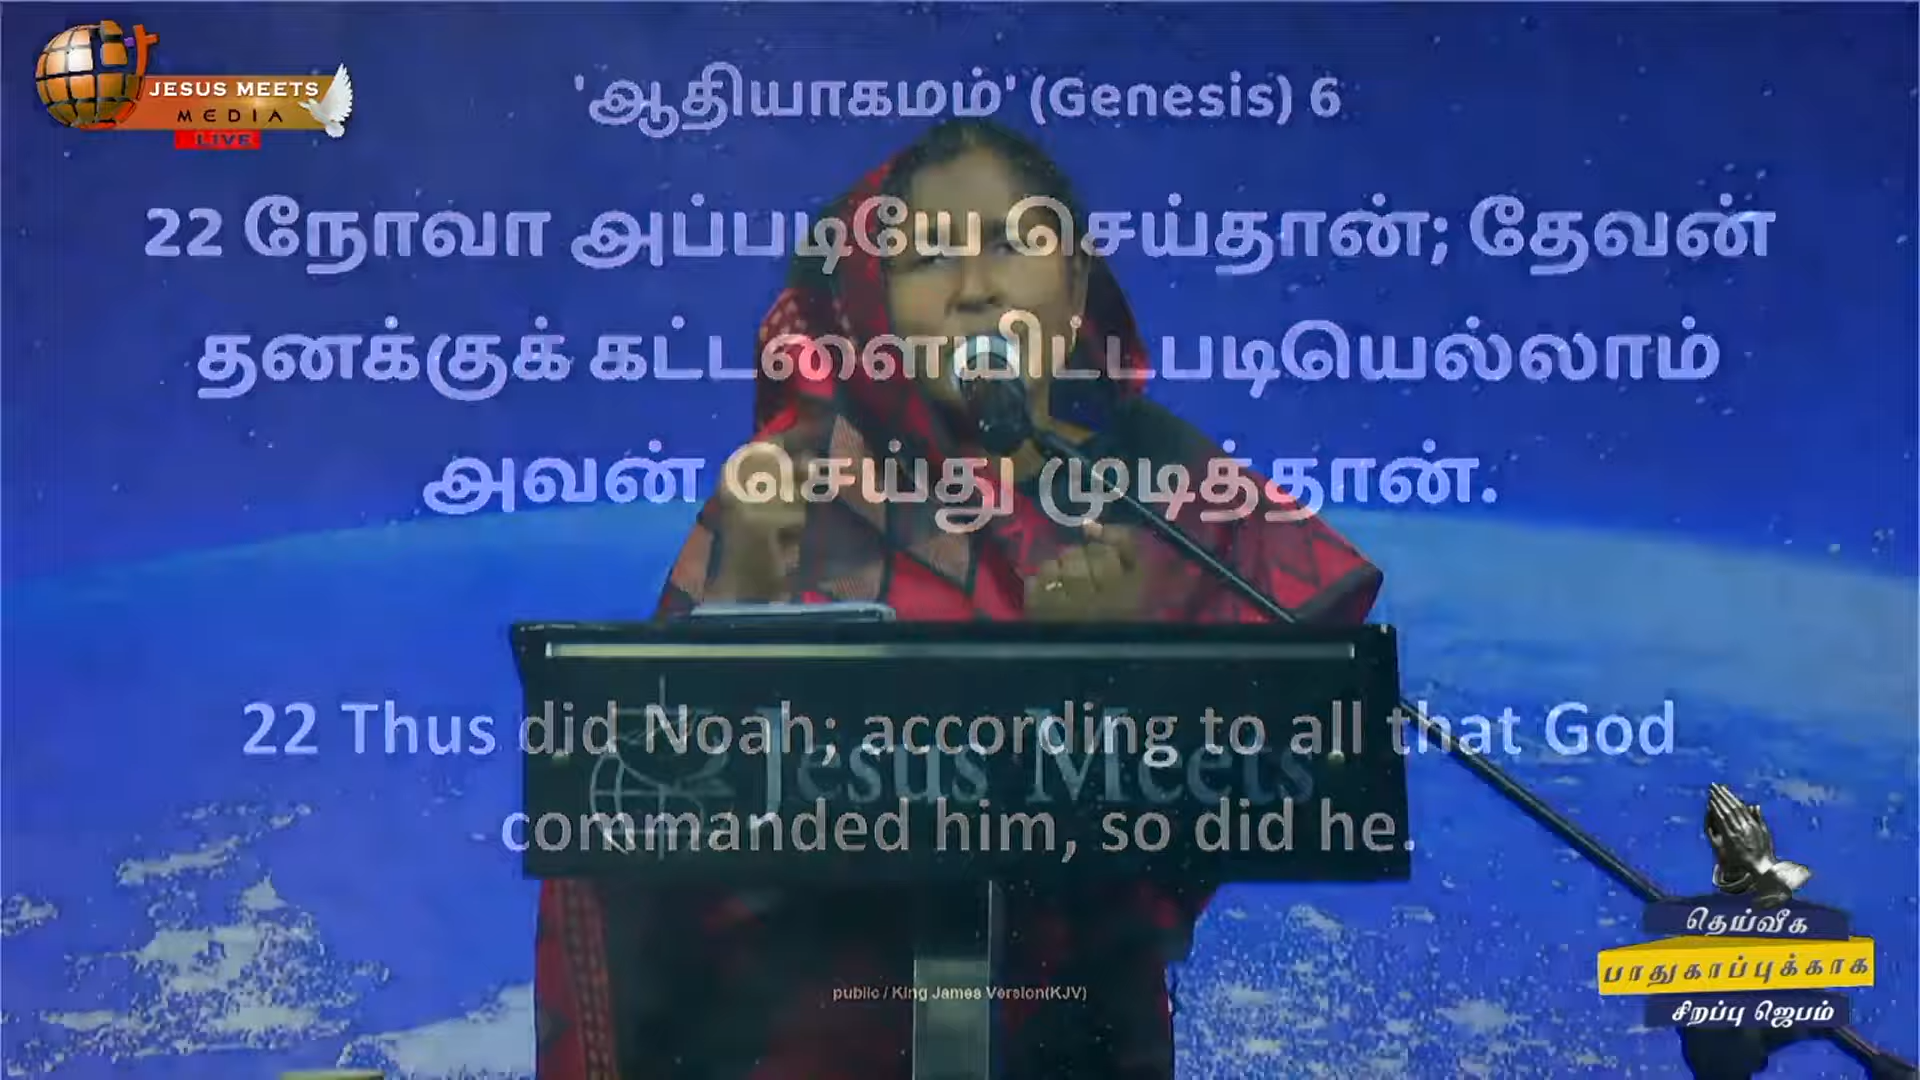 JESUS MEETS
MEDIA
LIVE
'ஆதியாகமம்' (Genesis) 6
22 நோவா அப்படியே செய்தான்; தேவன்
தனக்குக் கட்டளையிட்டபடியெல்லாம்
அவன் செய்து முடித்தான்.
22 Thus did Noah; according to all that God
commanded him, so did he.
Jesus Meets
public / King James Version(KJV)
தெய்வீக
பாதுகாப்புக்காக
சிறப்பு ஜெபம்